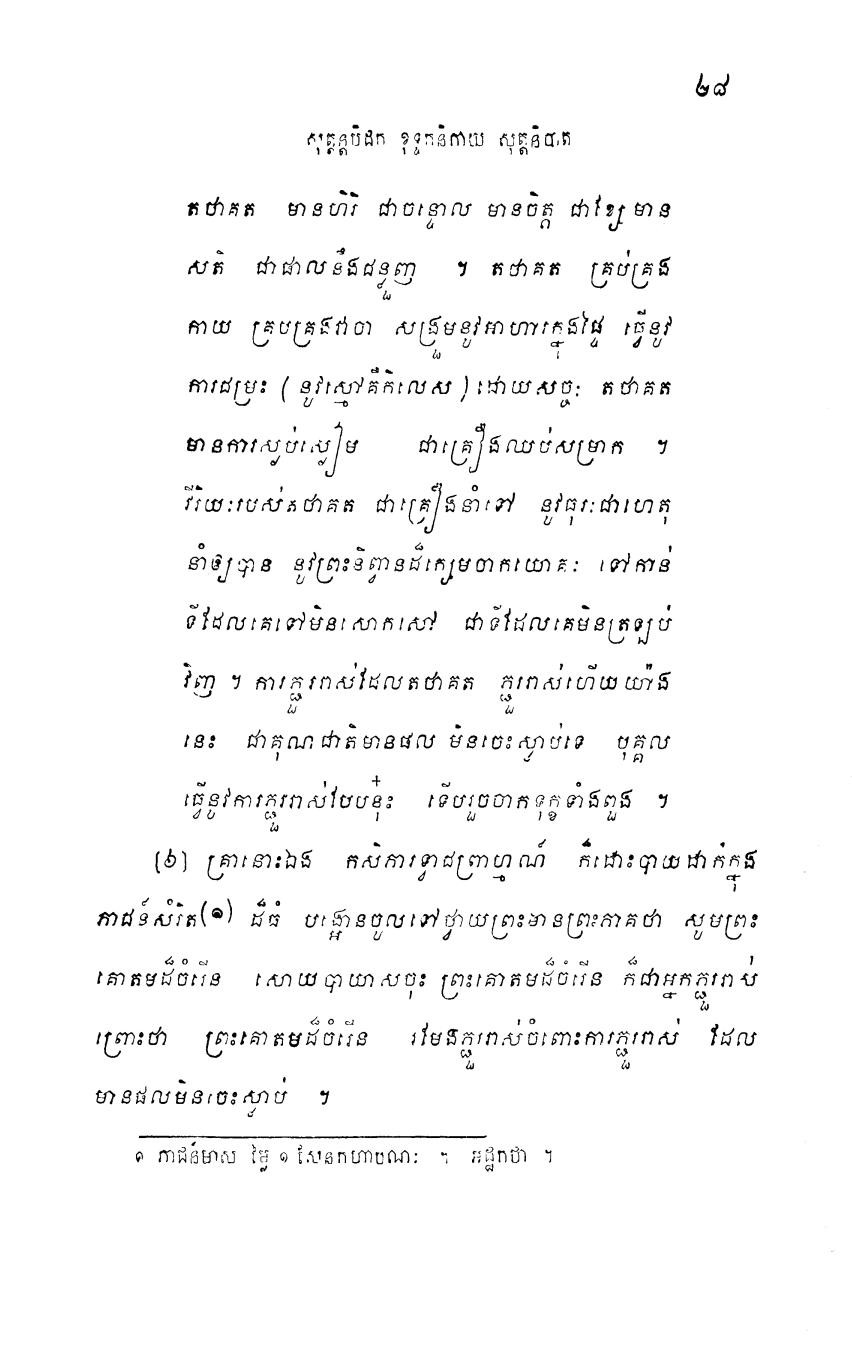 ២៨
សុត្តន្តបិដក ខុទ្ទកនិកាយ សុត្តនិបាត
តថាគត មានហិរិ ជាចន្ទោល មានចិត្ត ជាខ្សែ មាន
សតិ ជាផាលនឹងជន្លួញ ។ តថាគត គ្រប់គ្រង
កាយ គ្របគ្រងវាចា សង្រួមនូវអាហារក្នុងផ្ទៃ ធ្វើនូវ
ការជម្រះ (នូវស្មៅគឺកិលេស) ដោយសច្ចៈ តថាគត
មានការស្លូប់ស្លៀម ជាគ្រឿងឈប់សម្រាក ។
វីរិយៈរបស់តថាគត ជាគ្រឿងនាំទៅ នូវធុរៈជាហេតុ
នាំឲ្យបាន នូវព្រះនិព្វានដ៏ក្សេមចាកយោគៈ ទៅកាន់
ទីដែលគេទៅមិនសោកសៅ ជាទីដែលគេមិនត្រឡប់
វិញ ។ ការភ្ជួររាស់ដែលតថាគត ភ្ជួររាស់ហើយយ៉ាង
នេះ ជាគុណជាតិមានផល មិនចេះស្ងាប់ទេ បុគ្គល
ធ្វើនូវការភ្ជួររាស់បែបនុ៎ះ ទើបរួចចាកទុក្ខទាំងពួង ។
(៦) គ្រានោះឯង កសិការទ្វាជព្រាហ្មណ៍ ក៏ដោះបាយដាក់ក្នុង
ភាជន៍សំរិត(១) ដ៏ធំ បង្អោនចូលទៅថ្វាយព្រះមានព្រះភាគថា សូមព្រះ
គោតមដ៏ចំរើន សោយបាយាសចុះ ព្រះគោតមដ៏ចំរើន ក៏ជាអ្នកភ្ជួររាស់
ព្រោះថា ព្រះគោតមដ៏ចំរើន រមែងភ្ជួររាស់ចំពោះការភ្ជួររាស់ ដែល
មានផលមិនចេះស្ងាប់ ។
១ ភាជន៍មាស តម្លៃ ១ សែនកហាបណៈ ។ អដ្ឋកថា ។